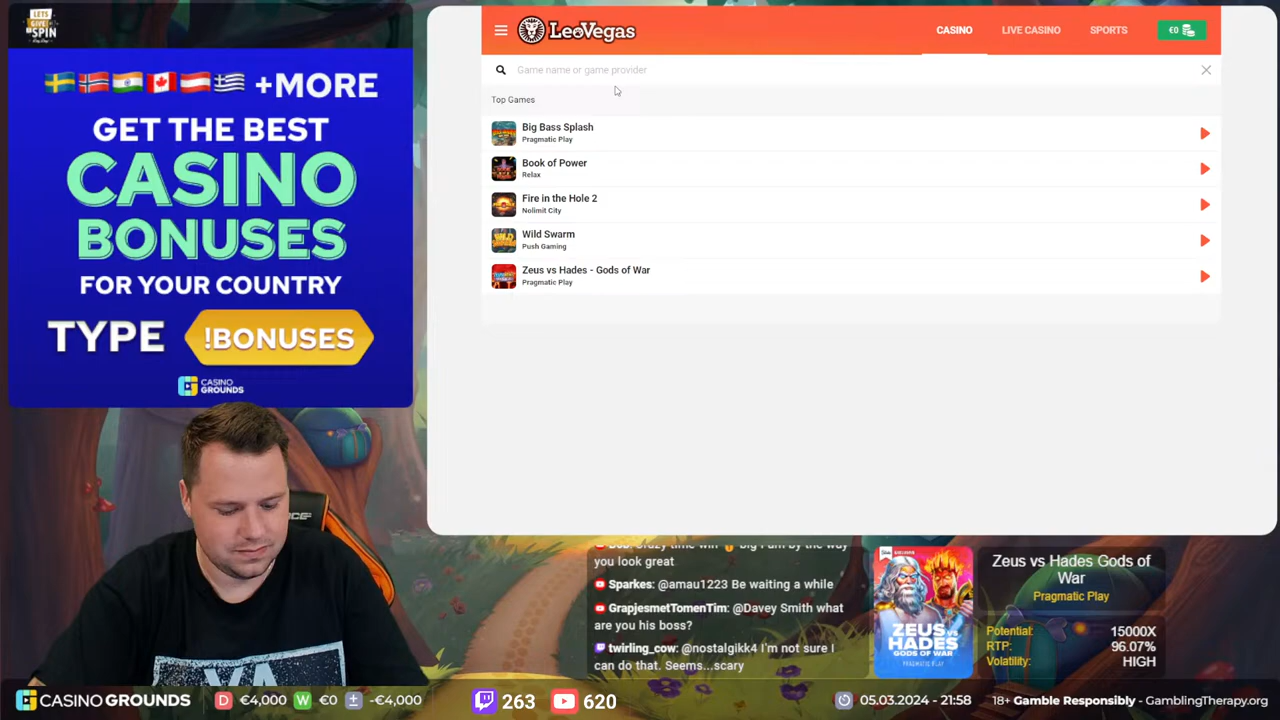 LETS
GIVE IT A
SPIN
+MORE
GET THE BEST
CASINO
BONUSES
FOR YOUR COUNTRY
TYPE !BONUSES
CASINO
GROUNDS
LeoVegas
CASINO LIVE CASINO SPORTS €0
Game name or game provider
Top Games
Big Bass Splash
Pragmatic Play
Book of Power
Relax
Fire in the Hole 2
Nolimit City
Wild Swarm
Push Gaming
Zeus vs Hades - Gods of War
Pragmatic Play
you look great
Sparkes: @amau1223 Be waiting a while
GrapjesmetTomenTim: @Davey Smith what
are you his boss?
twirling_cow: @nostalgikk4 I'm not sure I
can do that. Seems...scary
ZEUS
VS
HADES
GODS OF WAR
PRAGMATIC PLAY
Zeus vs Hades Gods of
War
Pragmatic Play
Potential: 15000X
RTP: 96.07%
Volatility: HIGH
CASINOGROUNDS D €4,000 W €0 ± -€4,000 263 620 05.03.2024 - 21:58 18+ Gamble Responsibly - GamblingTherapy.org